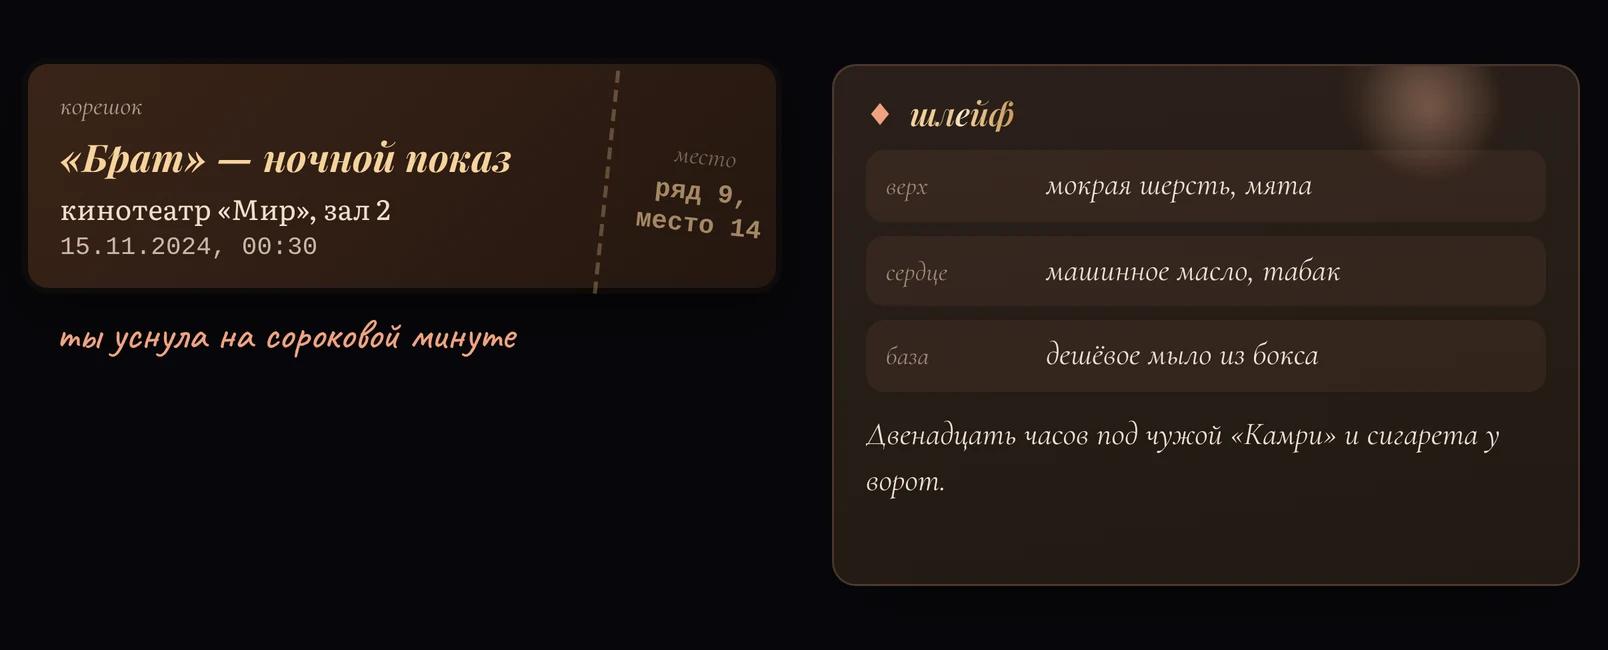 корешок
«Брат» — ночной показ
кинотеатр «Мир», зал 2
15.11.2024, 00:30
место
ряд 9,
место 14
ты уснула на сороковой минуте
шлейф
верх мокрая шерсть, мята
сердце машинное масло, табак
база дешёвое мыло из бокса
Двенадцать часов под чужой «Камри» и сигарета у
ворот.